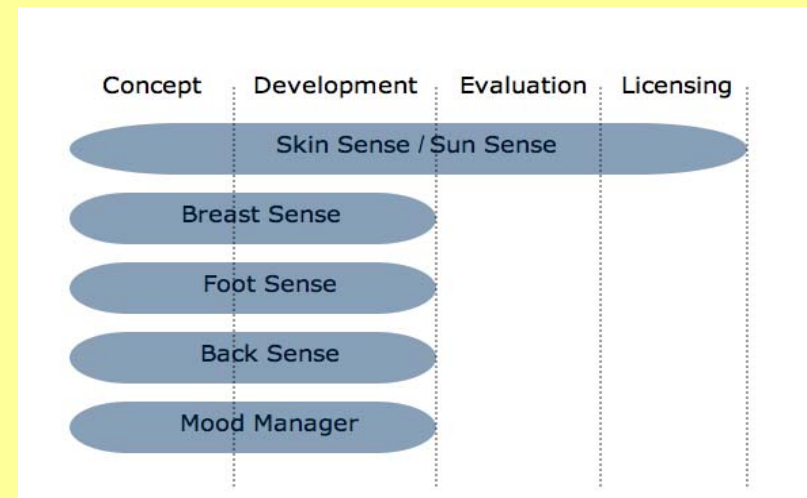 Concept Development Evaluation Licensing
Skin Sense / Sun Sense
Breast Sense
Foot Sense
Back Sense
Mood Manager